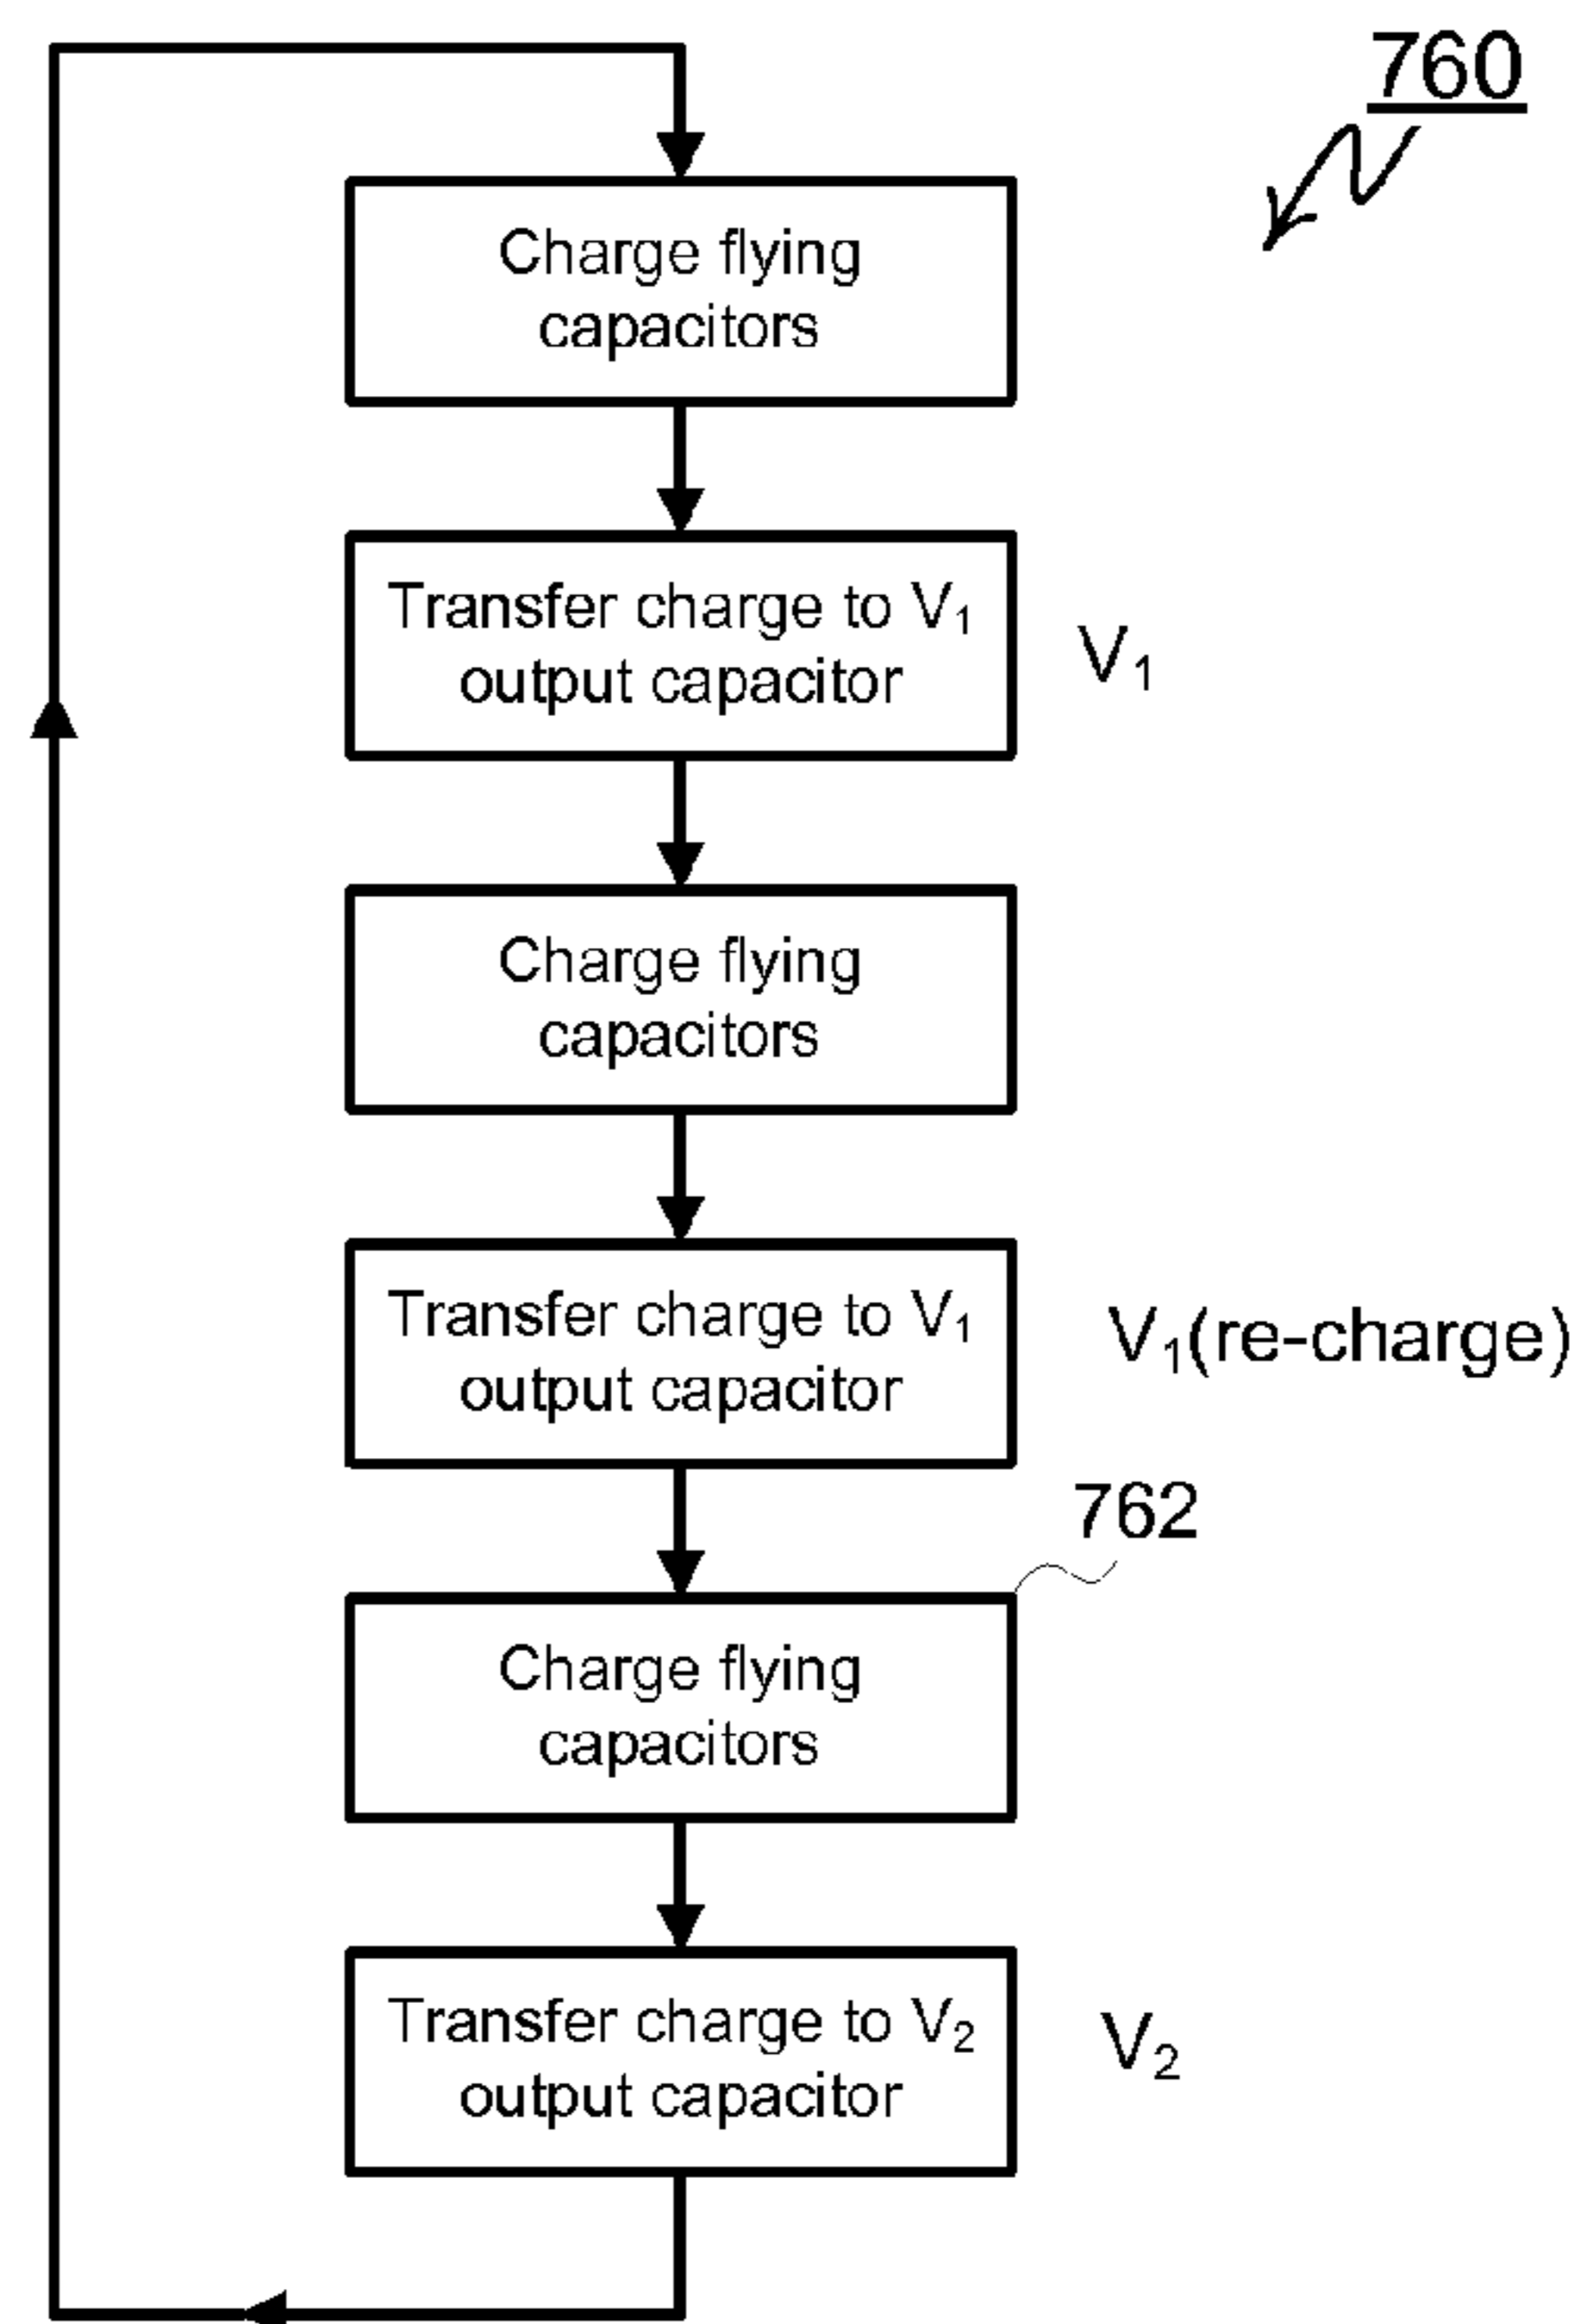 760
Charge flying
capacitors
Transfer charge to V₁
output capacitor
V₁
Charge flying
capacitors
Transfer charge to V₁
output capacitor
V₁(re-charge)
762
Charge flying
capacitors
Transfer charge to V₂
output capacitor
V₂